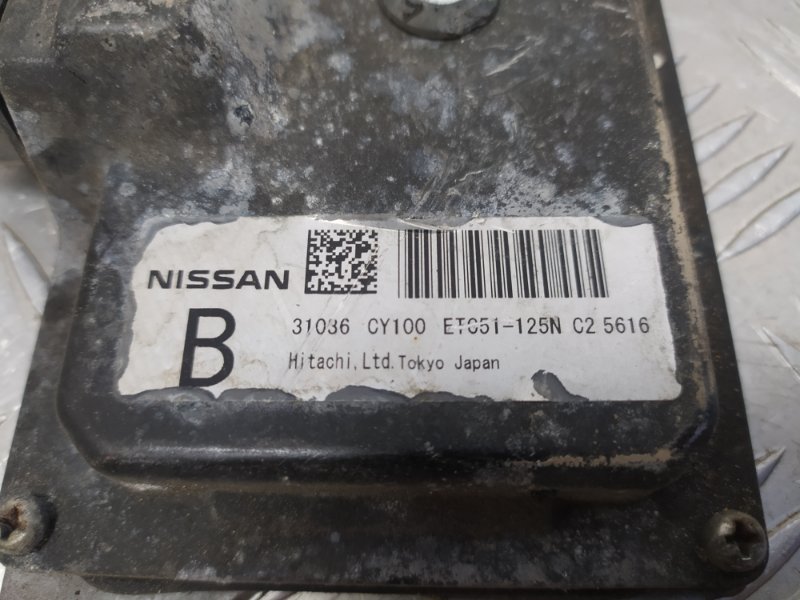 NISSAN
B
31036 CY100 ETC51-125N C2 5616
Hitachi,Ltd.Tokyo Japan